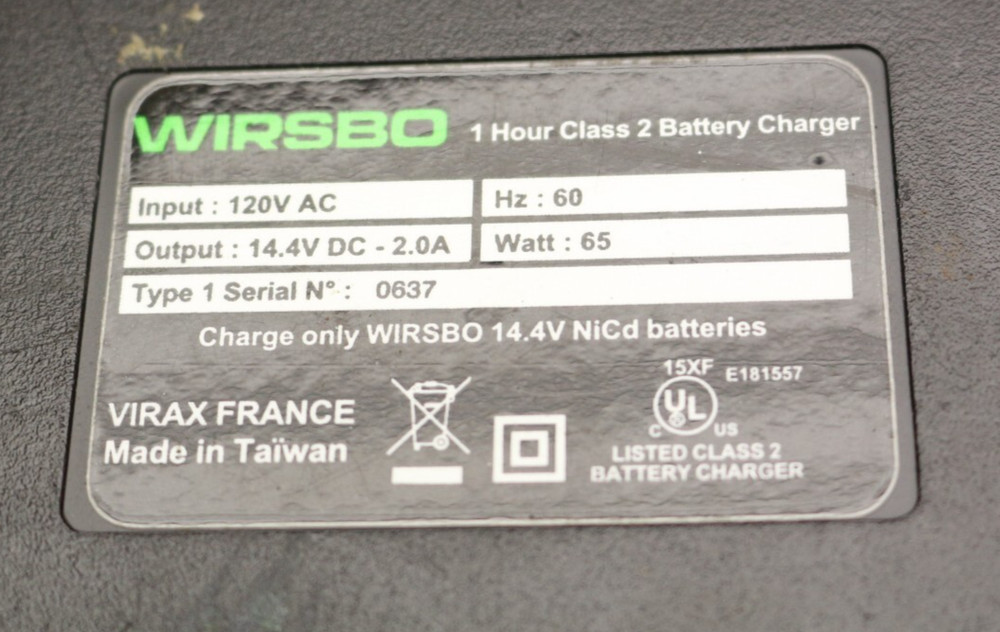 WIRSBO 1 Hour Class 2 Battery Charger
Input : 120V AC Hz : 60
Output : 14.4V DC - 2.0A Watt : 65
Type 1 Serial N° : 0637
Charge only WIRSBO 14.4V NiCd batteries
15XF E181557
VIRAX FRANCE
Made in Taïwan
C UL US
LISTED CLASS 2
BATTERY CHARGER